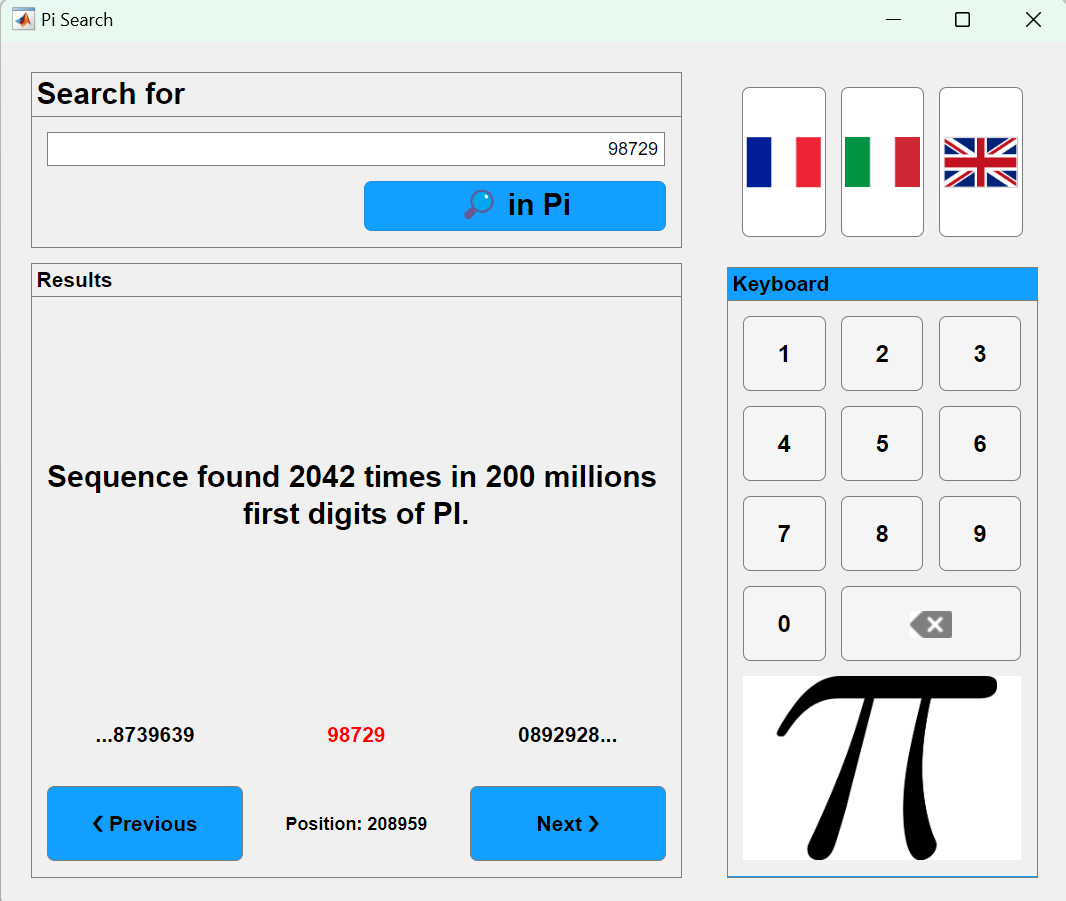 Pi Search
Search for
98729
in Pi
Results
Sequence found 2042 times in 200 millions
first digits of PI.
...8739639 98729 0892928...
❮ Previous Position: 208959 Next ❯
Keyboard
1 2 3
4 5 6
7 8 9
0
π